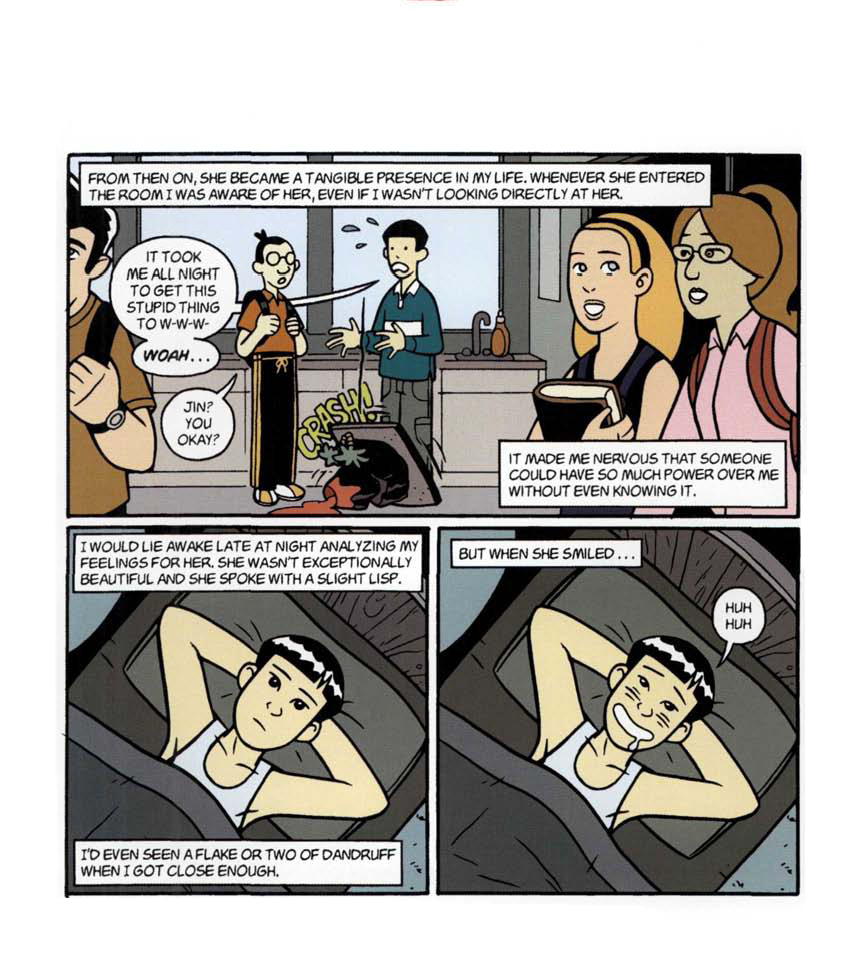 FROM THEN ON, SHE BECAME A TANGIBLE PRESENCE IN MY LIFE. WHENEVER SHE ENTERED
THE ROOM I WAS AWARE OF HER, EVEN IF I WASN'T LOOKING DIRECTLY AT HER.
IT TOOK
ME ALL NIGHT
TO GET THIS
STUPID THING
TO W-W-W-
WOAH...
JIN?
YOU
OKAY?
CRASH!
IT MADE ME NERVOUS THAT SOMEONE
COULD HAVE SO MUCH POWER OVER ME
WITHOUT EVEN KNOWING IT.
I WOULD LIE AWAKE LATE AT NIGHT ANALYZING MY
FEELINGS FOR HER. SHE WASN'T EXCEPTIONALLY
BEAUTIFUL AND SHE SPOKE WITH A SLIGHT LISP.
I'D EVEN SEEN A FLAKE OR TWO OF DANDRUFF
WHEN I GOT CLOSE ENOUGH.
BUT WHEN SHE SMILED...
HUH
HUH